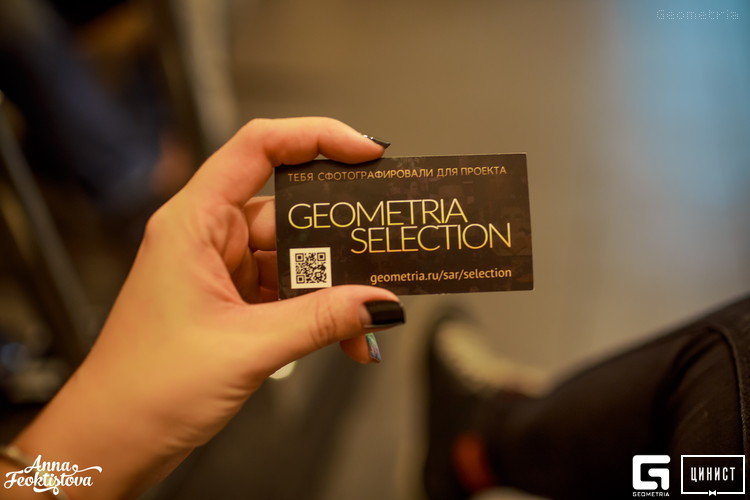 Geometria
ТЕБЯ СФОТОГРАФИРОВАЛИ ДЛЯ ПРОЕКТА
GEOMETRIA
SELECTION
geometria.ru/sar/selection
Anna
Feoktistova
GEOMETRIA
ЦИНИСТ